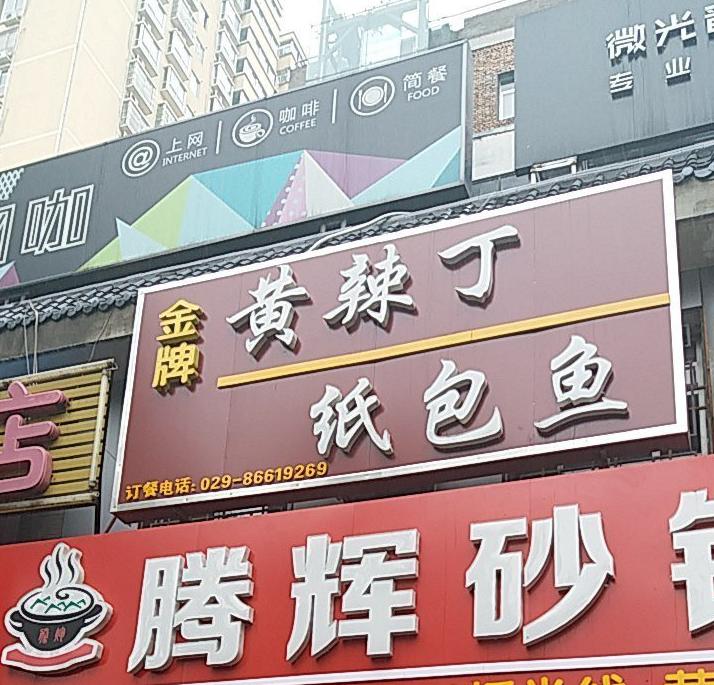 微光
专业
上网
INTERNET
咖啡
COFFEE
简餐
FOOD
咖
金牌
黄辣丁
纸包鱼
订餐电话:029-86619269
店
腾辉砂